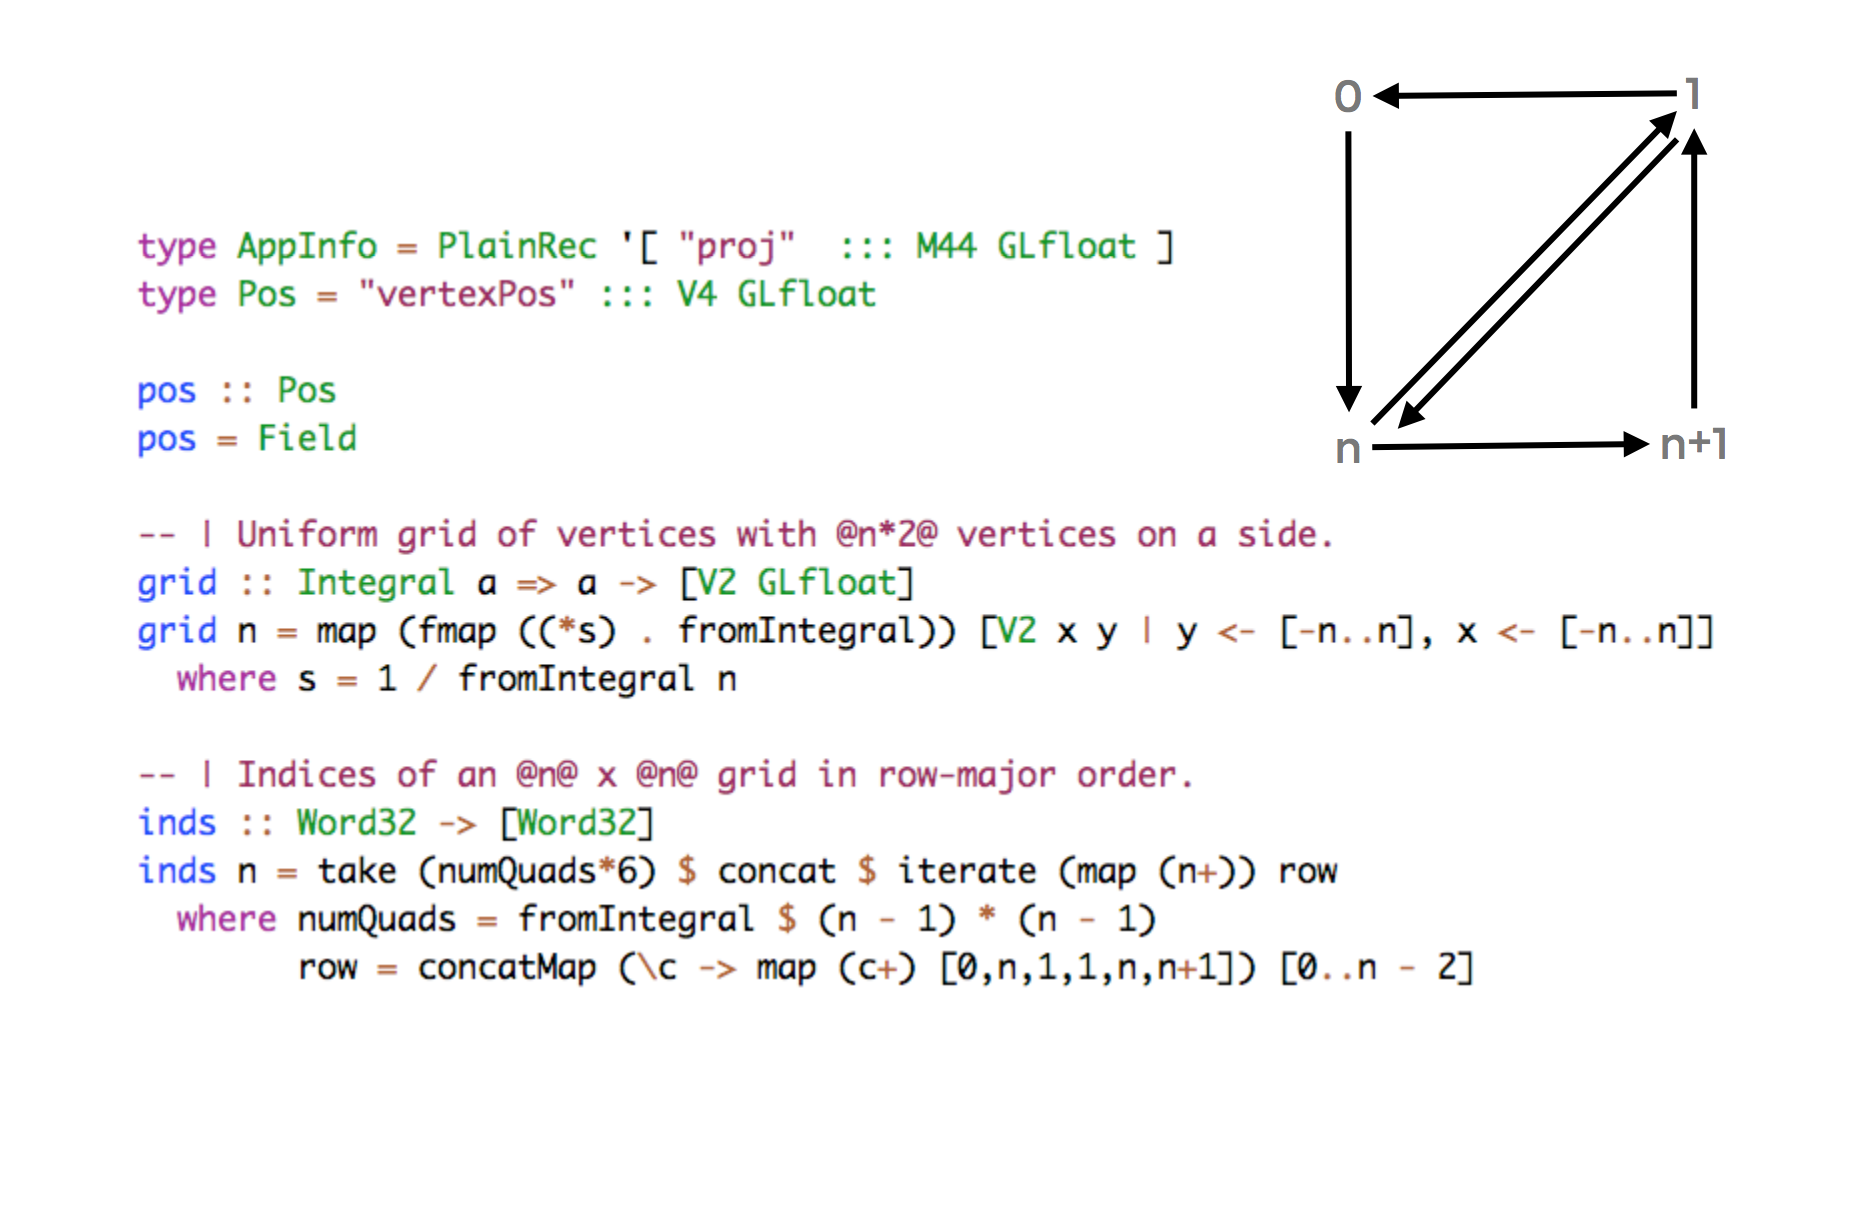 0 1
n n+1
type AppInfo = PlainRec '[ "proj"  ::: M44 GLfloat ]
type Pos = "vertexPos" ::: V4 GLfloat
pos :: Pos
pos = Field
-- | Uniform grid of vertices with @n*2@ vertices on a side.
grid :: Integral a => a -> [V2 GLfloat]
grid n = map (fmap ((*s) . fromIntegral)) [V2 x y | y <- [-n..n], x <- [-n..n]]
  where s = 1 / fromIntegral n
-- | Indices of an @n@ x @n@ grid in row-major order.
inds :: Word32 -> [Word32]
inds n = take (numQuads*6) $ concat $ iterate (map (n+)) row
  where numQuads = fromIntegral $ (n - 1) * (n - 1)
        row = concatMap (\c -> map (c+) [0,n,1,1,n,n+1]) [0..n - 2]